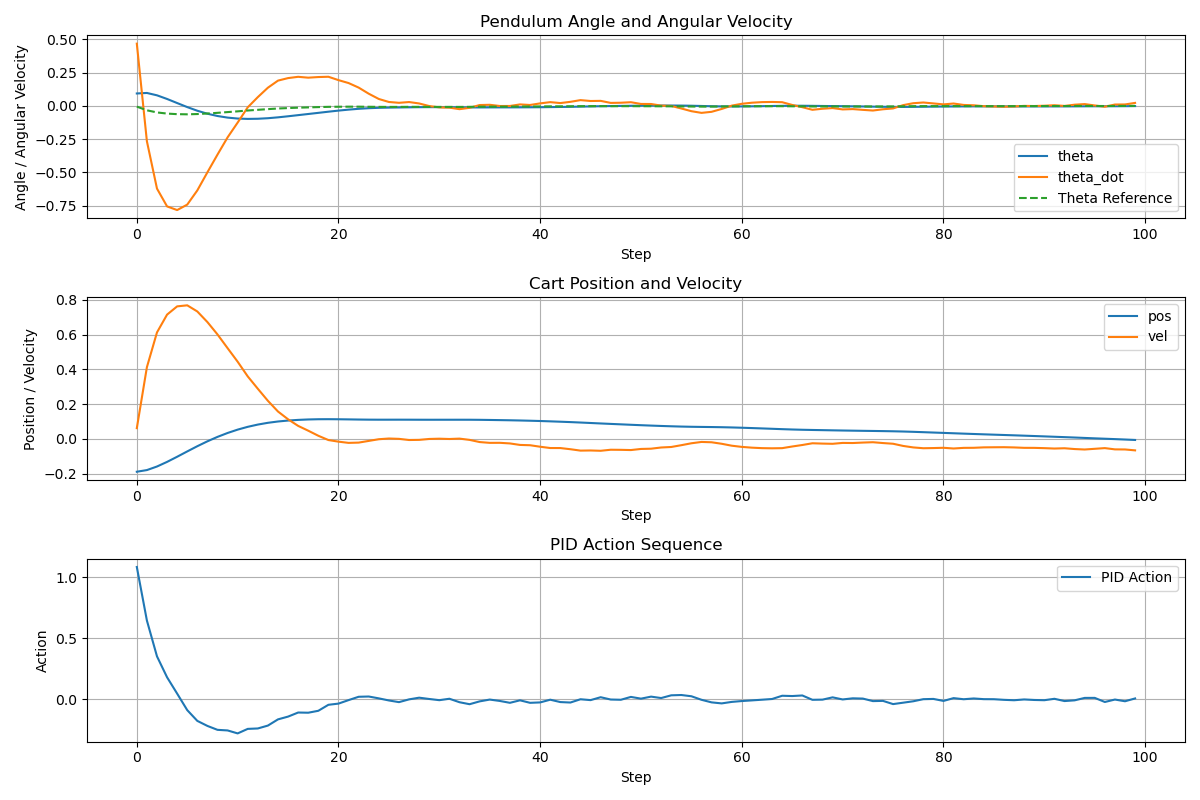 Pendulum Angle and Angular Velocity
Angle / Angular Velocity
0.50
0.25
0.00
−0.25
−0.50
−0.75
theta
theta_dot
Theta Reference
0 20 40 60 80 100
Step
Cart Position and Velocity
Position / Velocity
0.8
0.6
0.4
0.2
0.0
−0.2
pos
vel
0 20 40 60 80 100
Step
PID Action Sequence
Action
1.0
0.5
0.0
PID Action
0 20 40 60 80 100
Step